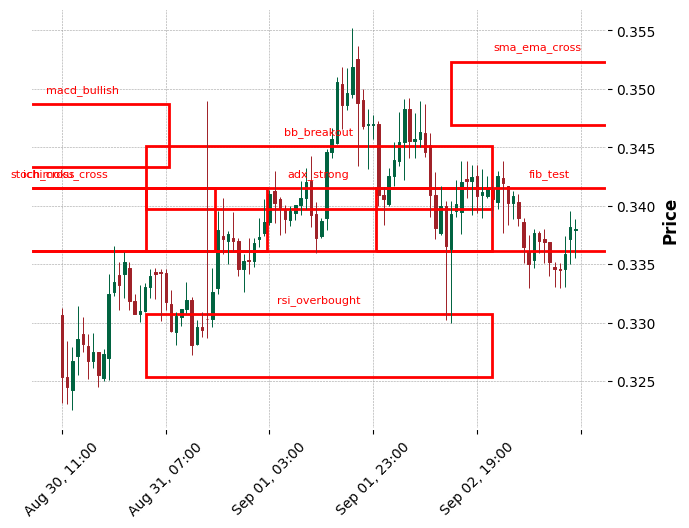 0.355
sma_ema_cross
macd_bullish
0.350
bb_breakout
0.345
adx_strong
fib_test
0.340
Price
0.335
rsi_overbought
0.330
0.325
Aug 30, 11:00
Aug 31, 07:00
Sep 01, 03:00
Sep 01, 23:00
Sep 02, 19:00